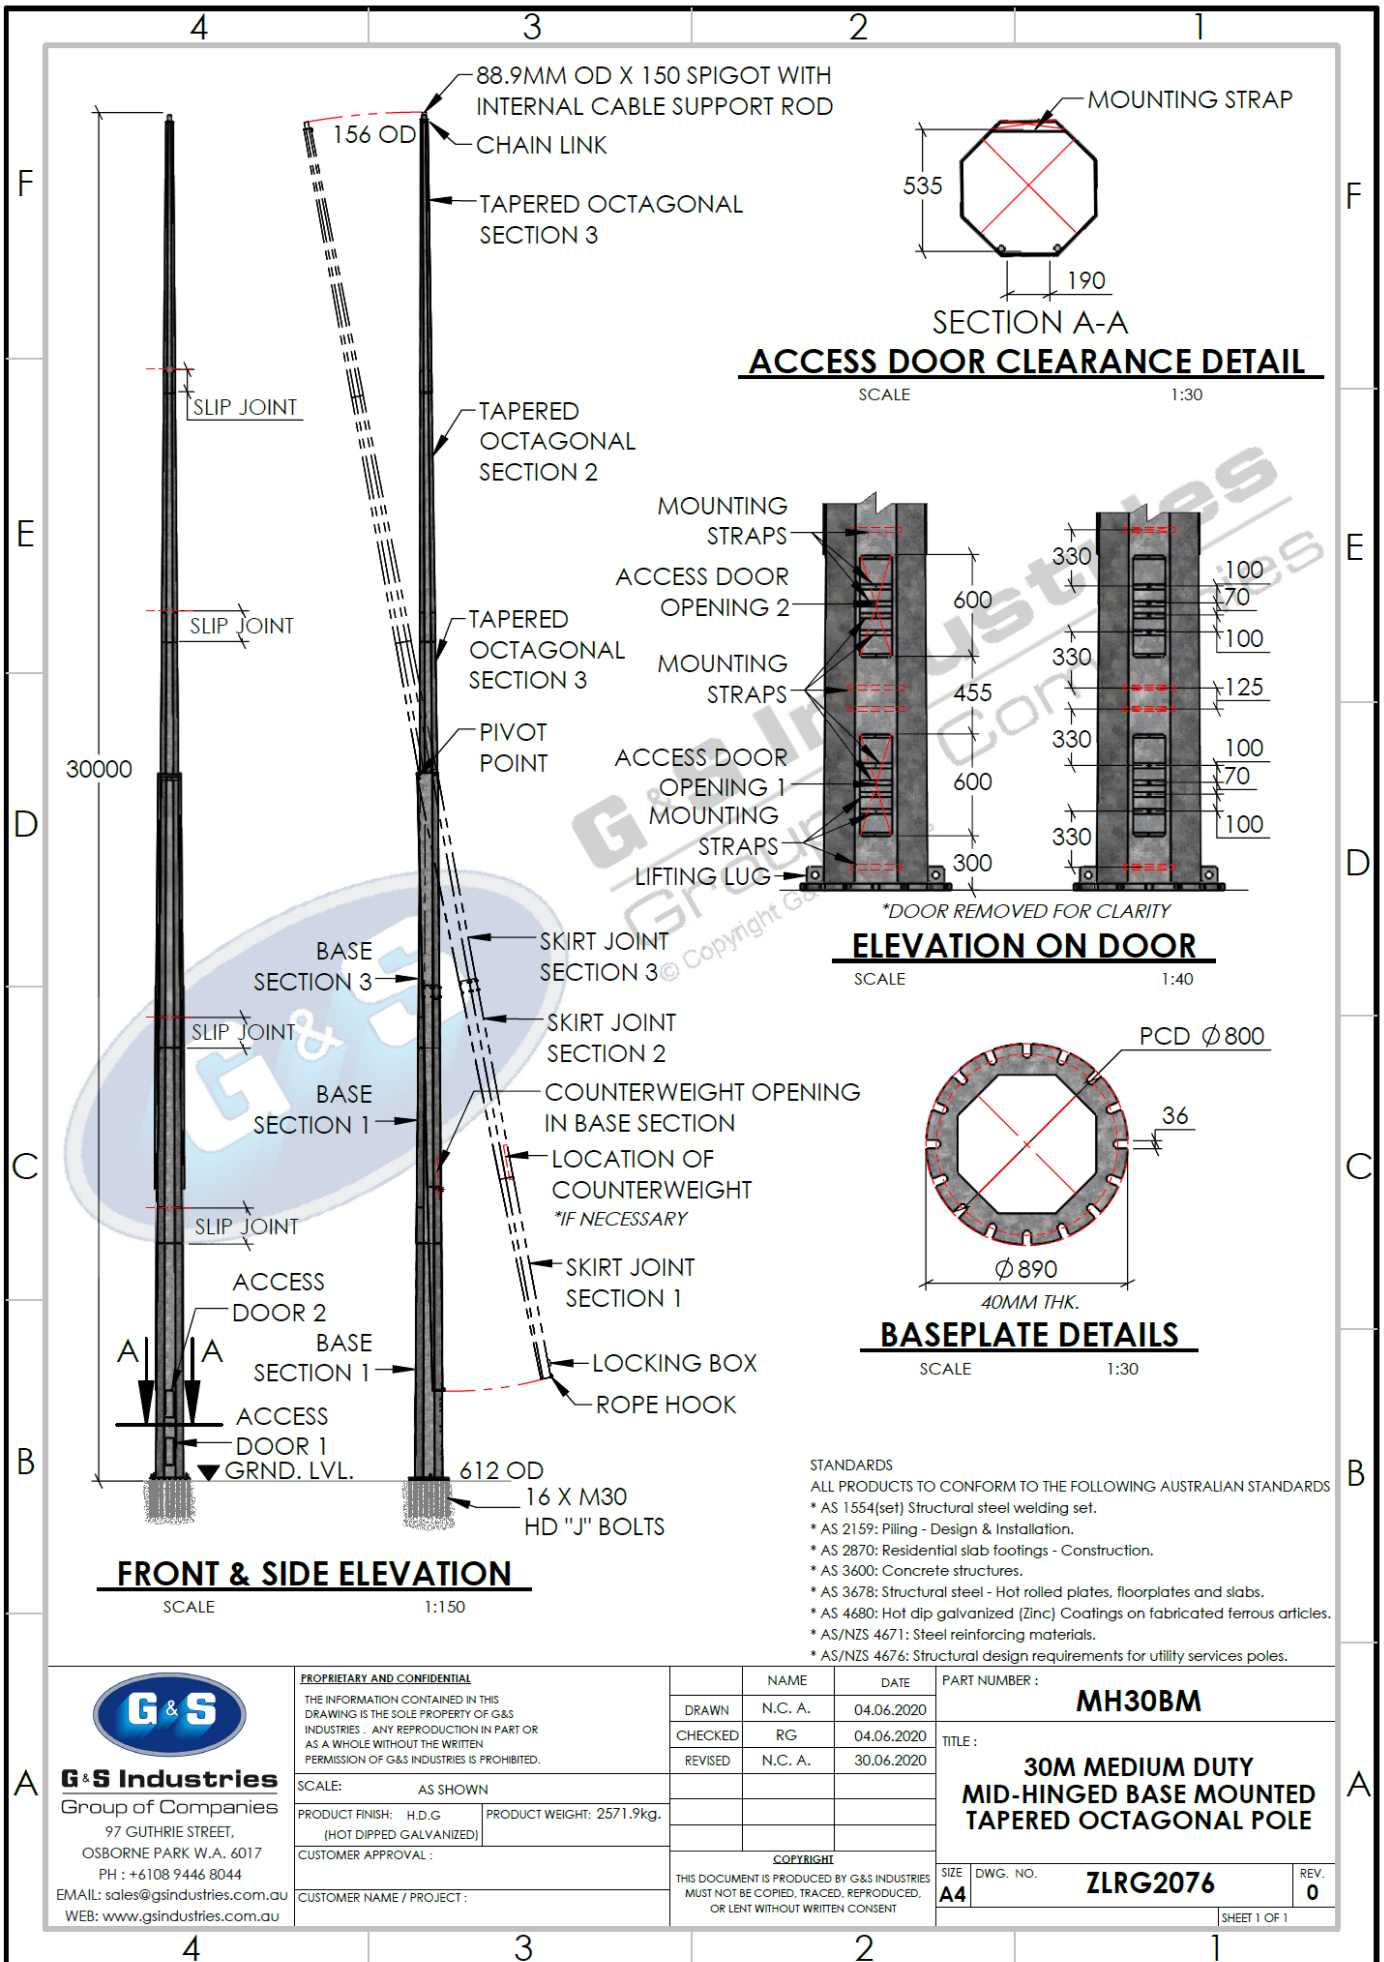 4
3
2
1
F
E
D
C
B
A
F
E
D
C
B
A
88.9MM OD X 150 SPIGOT WITH
INTERNAL CABLE SUPPORT ROD
156 OD
CHAIN LINK
TAPERED OCTAGONAL
SECTION 3
SLIP JOINT
TAPERED
OCTAGONAL
SECTION 2
SLIP JOINT
TAPERED
OCTAGONAL
SECTION 3
PIVOT
POINT
30000
BASE
SECTION 3
SKIRT JOINT
SECTION 3
SLIP JOINT
SKIRT JOINT
SECTION 2
BASE
SECTION 1
COUNTERWEIGHT OPENING
IN BASE SECTION
LOCATION OF
COUNTERWEIGHT
*IF NECESSARY
SLIP JOINT
SKIRT JOINT
SECTION 1
ACCESS
DOOR 2
A
A
BASE
SECTION 1
LOCKING BOX
ROPE HOOK
ACCESS
DOOR 1
GRND. LVL.
612 OD
16 X M30
HD "J" BOLTS
FRONT & SIDE ELEVATION
SCALE 1:150
MOUNTING STRAP
535
190
SECTION A-A
ACCESS DOOR CLEARANCE DETAIL
SCALE 1:30
MOUNTING
STRAPS
ACCESS DOOR
OPENING 2
MOUNTING
STRAPS
ACCESS DOOR
OPENING 1
MOUNTING
STRAPS
LIFTING LUG
600
455
600
300
330
330
330
330
100
70
100
125
100
70
100
*DOOR REMOVED FOR CLARITY
ELEVATION ON DOOR
SCALE 1:40
PCD Ø800
36
Ø890
40MM THK.
BASEPLATE DETAILS
SCALE 1:30
G&S
G&S Industries
Group of Companies
© Copyright G&
STANDARDS
ALL PRODUCTS TO CONFORM TO THE FOLLOWING AUSTRALIAN STANDARDS
* AS 1554(set) Structural steel welding set.
* AS 2159: Piling - Design & Installation.
* AS 2870: Residential slab footings - Construction.
* AS 3600: Concrete structures.
* AS 3678: Structural steel - Hot rolled plates, floorplates and slabs.
* AS 4680: Hot dip galvanized (Zinc) Coatings on fabricated ferrous articles.
* AS/NZS 4671: Steel reinforcing materials.
* AS/NZS 4676: Structural design requirements for utility services poles.
G&S
G&S Industries
Group of Companies
97 GUTHRIE STREET,
OSBORNE PARK W.A. 6017
PH : +6108 9446 8044
EMAIL: sales@gsindustries.com.au
WEB: www.gsindustries.com.au
PROPRIETARY AND CONFIDENTIAL
THE INFORMATION CONTAINED IN THIS
DRAWING IS THE SOLE PROPERTY OF G&S
INDUSTRIES . ANY REPRODUCTION IN PART OR
AS A WHOLE WITHOUT THE WRITTEN
PERMISSION OF G&S INDUSTRIES IS PROHIBITED.
SCALE: AS SHOWN
PRODUCT FINISH: H.D.G
(HOT DIPPED GALVANIZED)
PRODUCT WEIGHT: 2571.9kg.
CUSTOMER APPROVAL :
CUSTOMER NAME / PROJECT :
NAME DATE
DRAWN N.C. A. 04.06.2020
CHECKED RG 04.06.2020
REVISED N.C. A. 30.06.2020
COPYRIGHT
THIS DOCUMENT IS PRODUCED BY G&S INDUSTRIES
MUST NOT BE COPIED, TRACED, REPRODUCED,
OR LENT WITHOUT WRITTEN CONSENT
PART NUMBER :
MH30BM
TITLE :
30M MEDIUM DUTY
MID-HINGED BASE MOUNTED
TAPERED OCTAGONAL POLE
SIZE
A4
DWG. NO.
ZLRG2076
REV.
0
SHEET 1 OF 1
4
3
2
1